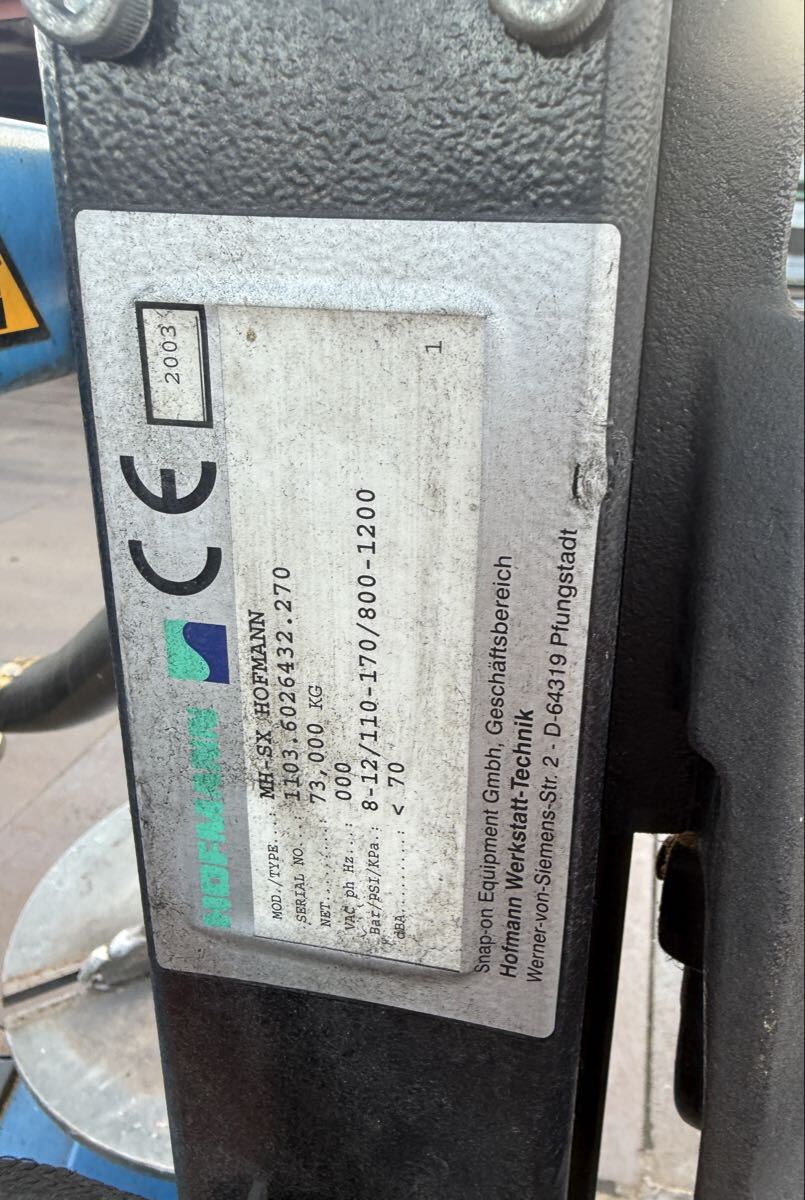 HOFMANN CE 2003
MOD./TYPE...: MH-SX HOFMANN
SERIAL NO...: 1103.6026432.270
NET.........: 73,000 KG
VAC ph Hz...: 000
Bar/PSI/KPa.: 8-12/110-170/800-1200
dBA.........: < 70
1
Snap-on Equipment Gmbh, Geschäftsbereich
Hofmann Werkstatt-Technik
Werner-von-Siemens-Str. 2 - D-64319 Pfungstadt